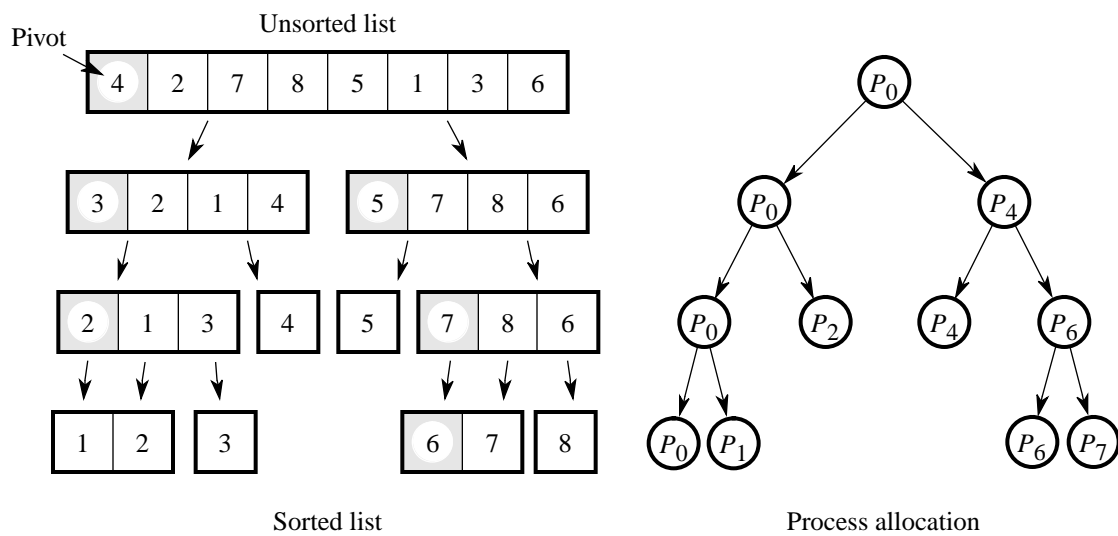 Unsorted list
Pivot
4 2 7 8 5 1 3 6
P0
3 2 1 4 5 7 8 6
P0 P4
2 1 3 4 5 7 8 6
P0 P2 P4 P6
1 2 3 6 7 8
P0 P1 P6 P7
Sorted list
Process allocation